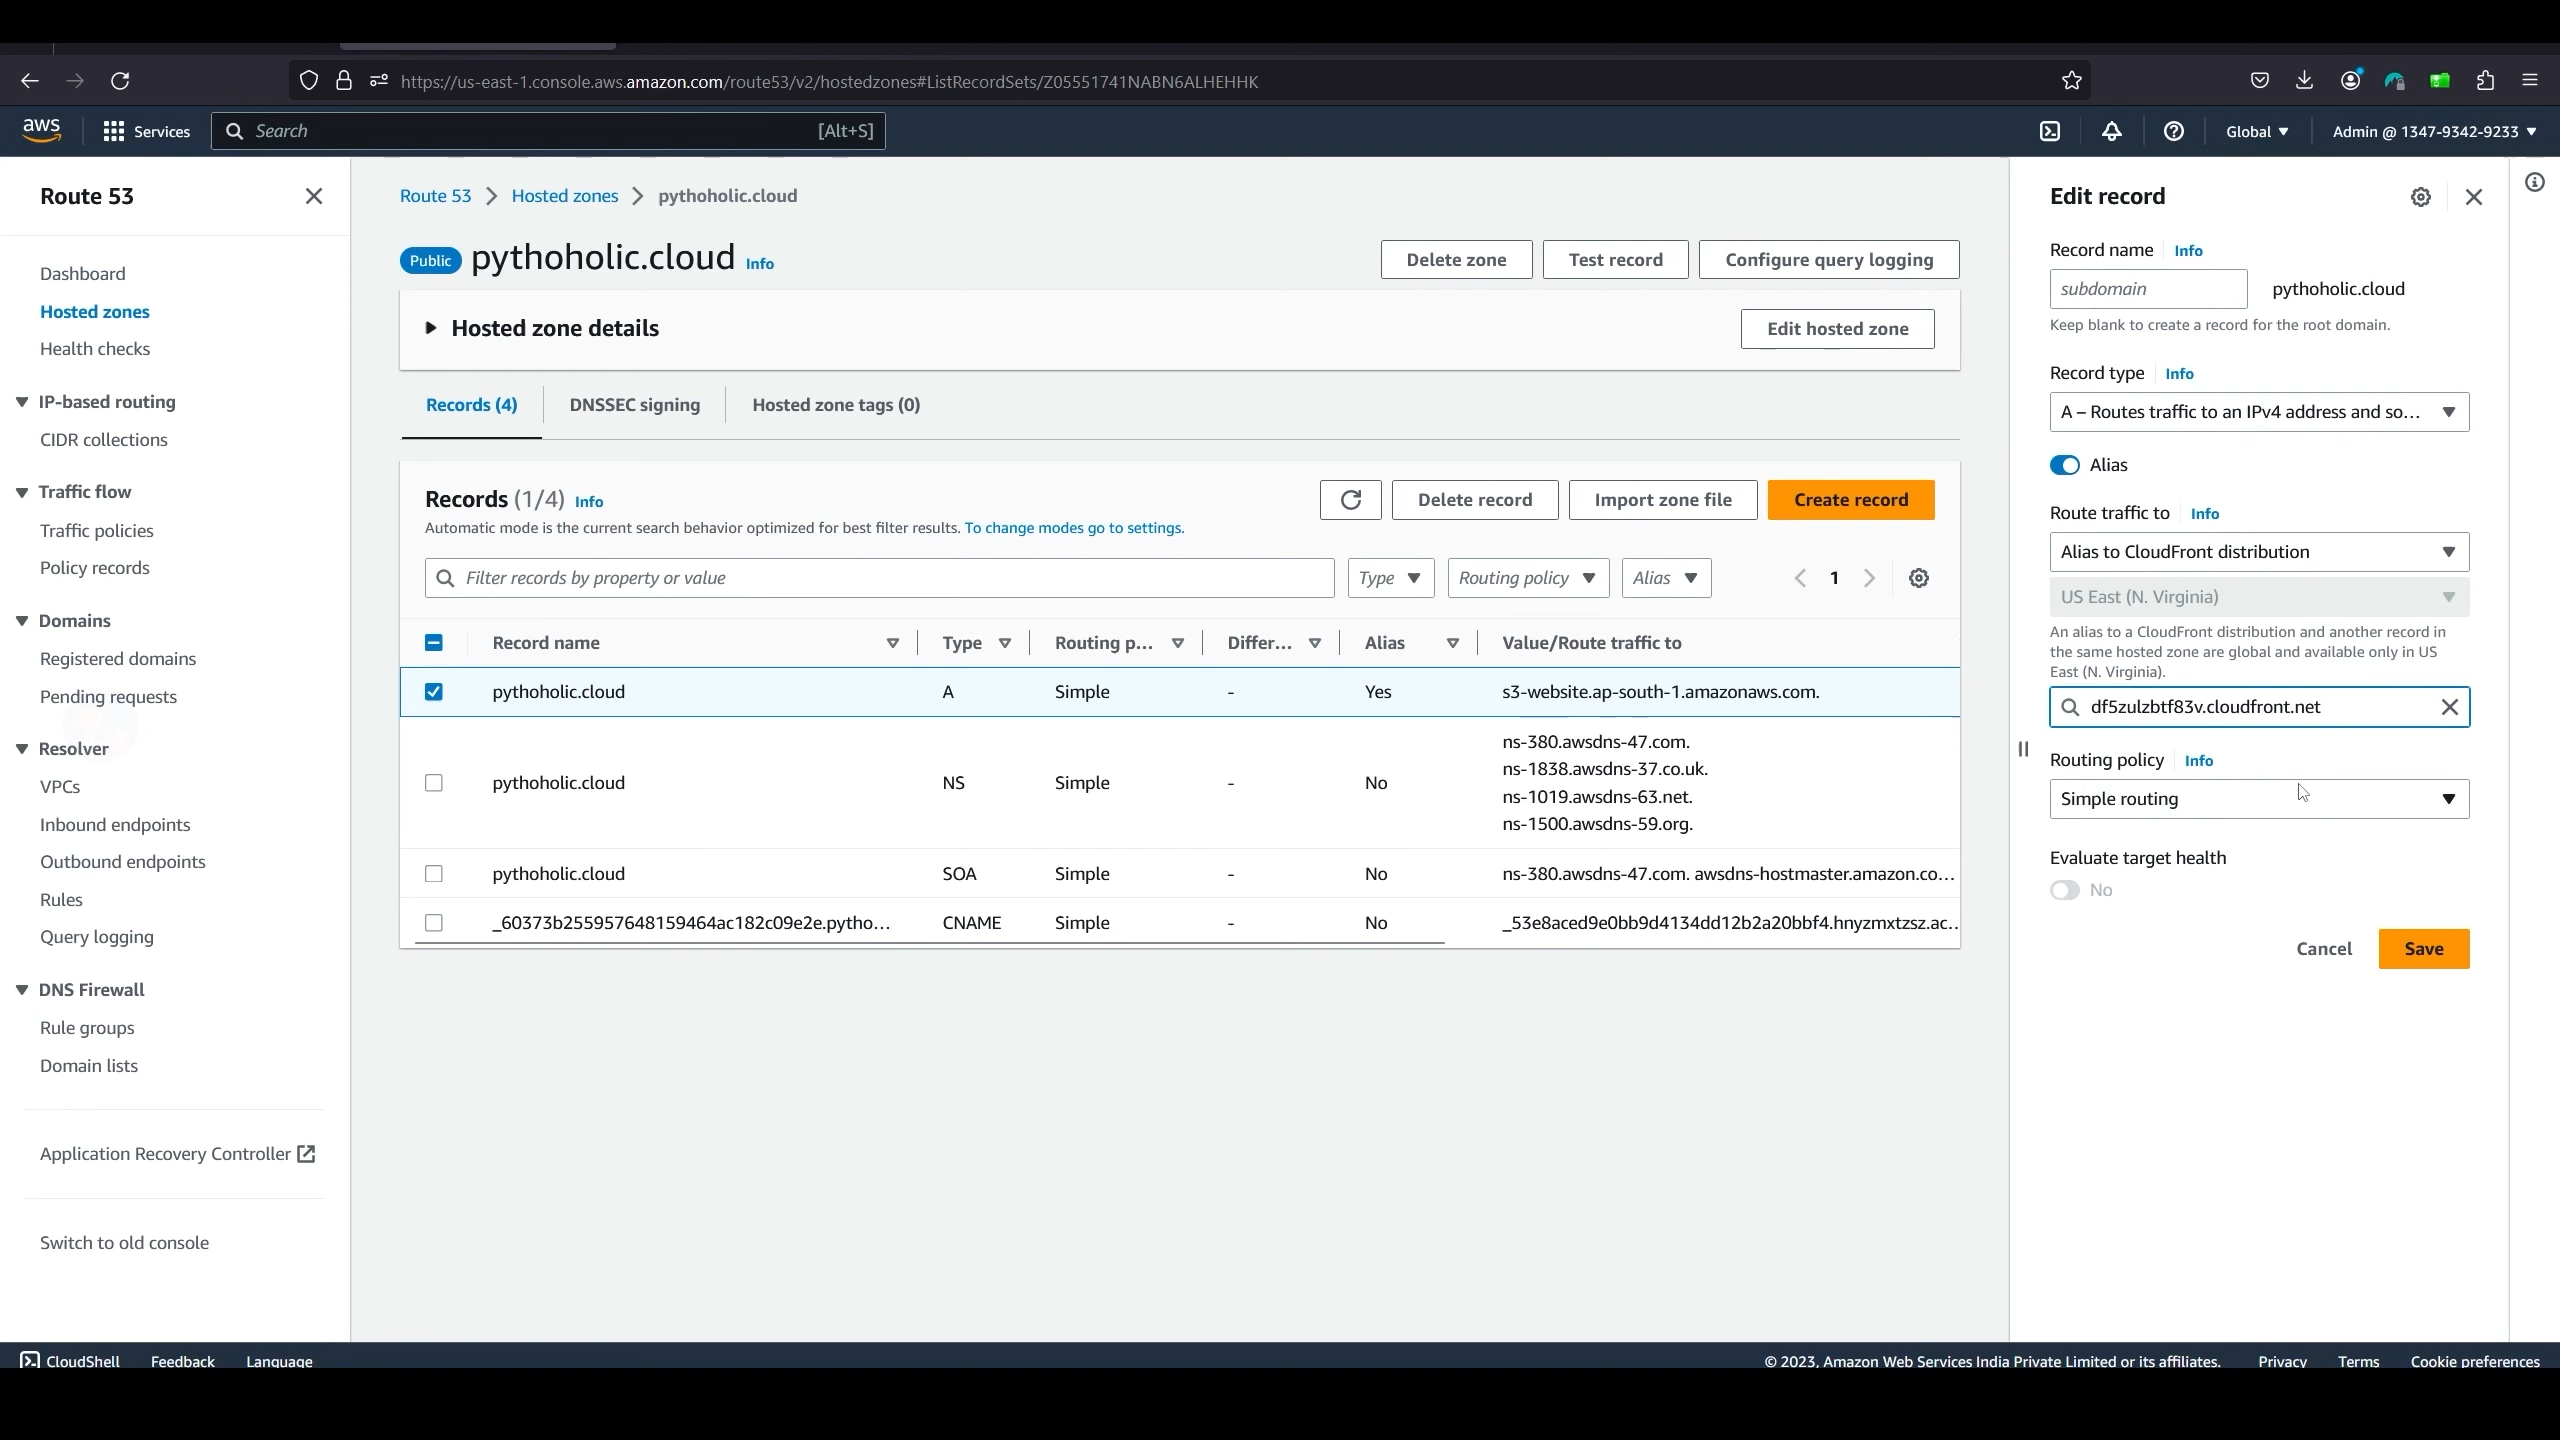 https://us-east-1.console.aws.amazon.com/route53/v2/hostedzones#ListRecordSets/Z05551741NABN6ALHEHHK
aws
Services
Search
[Alt+S]
Global
Admin @ 1347-9342-9233
Route 53
Dashboard
Hosted zones
Health checks
IP-based routing
CIDR collections
Traffic flow
Traffic policies
Policy records
Domains
Registered domains
Pending requests
Resolver
VPCs
Inbound endpoints
Outbound endpoints
Rules
Query logging
DNS Firewall
Rule groups
Domain lists
Application Recovery Controller
Switch to old console
Route 53 > Hosted zones > pythoholic.cloud
Public pythoholic.cloud Info
Delete zone
Test record
Configure query logging
Hosted zone details
Edit hosted zone
Records (4)
DNSSEC signing
Hosted zone tags (0)
Records (1/4) Info
Delete record
Import zone file
Create record
Automatic mode is the current search behavior optimized for best filter results. To change modes go to settings.
Filter records by property or value
Type
Routing policy
Alias
1
Record name Type Routing p... Differ... Alias Value/Route traffic to
pythoholic.cloud A Simple - Yes s3-website.ap-south-1.amazonaws.com.
pythoholic.cloud NS Simple - No
ns-380.awsdns-47.com.
ns-1838.awsdns-37.co.uk.
ns-1019.awsdns-63.net.
ns-1500.awsdns-59.org.
pythoholic.cloud SOA Simple - No ns-380.awsdns-47.com. awsdns-hostmaster.amazon.co...
_60373b255957648159464ac182c09e2e.pytho... CNAME Simple - No _53e8aced9e0bb9d4134dd12b2a20bbf4.hnyzmxtzsz.ac...
Edit record
Record name Info
subdomain
pythoholic.cloud
Keep blank to create a record for the root domain.
Record type Info
A – Routes traffic to an IPv4 address and so...
Alias
Route traffic to Info
Alias to CloudFront distribution
US East (N. Virginia)
An alias to a CloudFront distribution and another record in
the same hosted zone are global and available only in US
East (N. Virginia).
df5zulzbtf83v.cloudfront.net
Routing policy Info
Simple routing
Evaluate target health
No
Cancel
Save
CloudShell
Feedback
Language
© 2023, Amazon Web Services India Private Limited or its affiliates.
Privacy
Terms
Cookie preferences